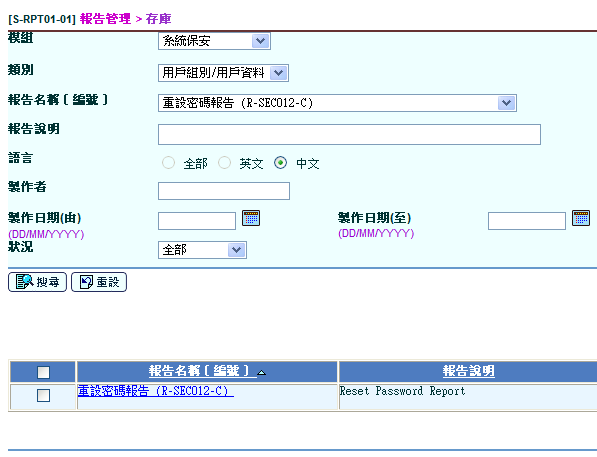 [S-RPT01-01] 報告管理 > 存庫
模組 系統保安
類別 用戶組別/用戶資料
報告名稱〔編號〕 重設密碼報告 (R-SEC012-C)
報告說明
語言 全部 英文 中文
製作者
製作日期(由) 製作日期(至)
(DD/MM/YYYY) (DD/MM/YYYY)
狀況 全部
搜尋 重設
報告名稱〔編號〕 報告說明
重設密碼報告 (R-SEC012-C) Reset Password Report